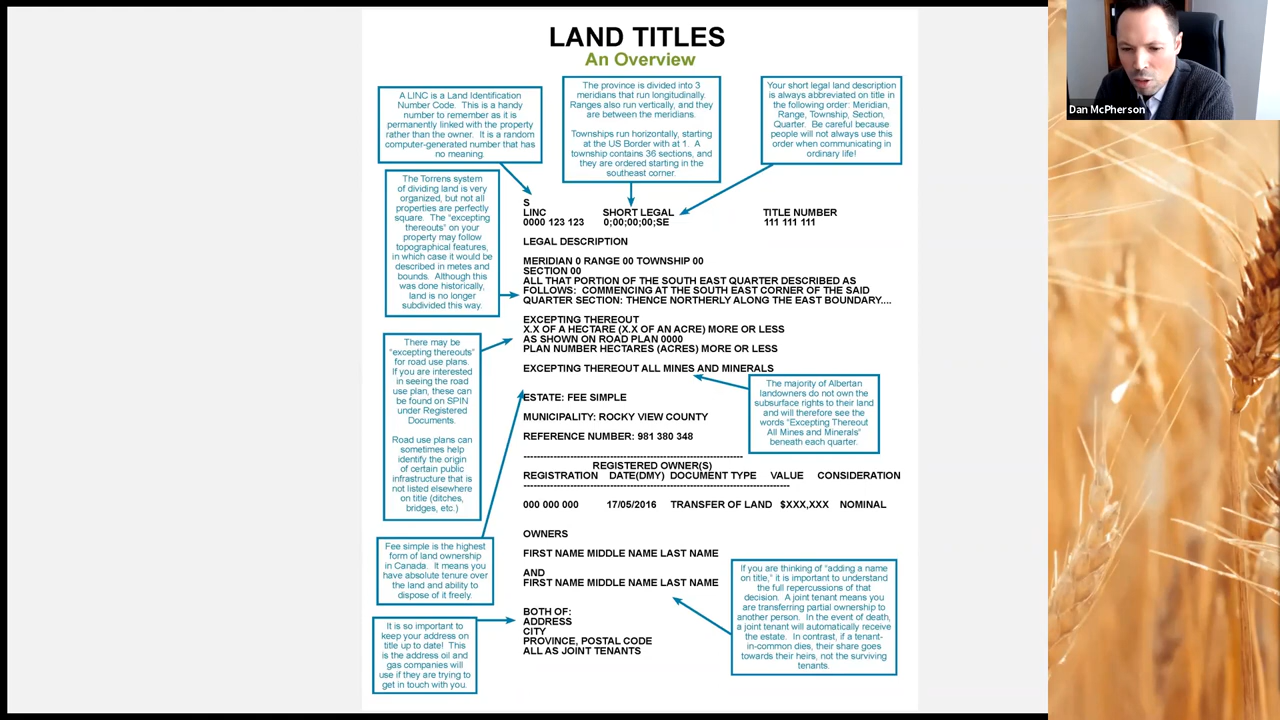 LAND TITLES
An Overview
A LINC is a Land Identification
Number Code. This is a handy
number to remember as it is
permanently linked with the property
rather than the owner. It is a random
computer-generated number that has
no meaning.
The province is divided into 3
meridians that run longitudinally.
Ranges also run vertically, and they
are between the meridians.
Townships run horizontally, starting
at the US Border with at 1. A
township contains 36 sections, and
they are ordered starting in the
southeast corner.
Your short legal land description
is always abbreviated on title in
the following order: Meridian,
Range, Township, Section,
Quarter. Be careful because
people will not always use this
order when communicating in
ordinary life!
Dan McPherson
The Torrens system
of dividing land is very
organized, but not all
properties are perfectly
square. The "excepting
thereouts" on your
property may follow
topographical features,
in which case it would be
described in metes and
bounds. Although this
was done historically,
land is no longer
subdivided this way.
S
LINC SHORT LEGAL TITLE NUMBER
0000 123 123 0;00;00;00;SE 111 111 111
LEGAL DESCRIPTION
MERIDIAN 0 RANGE 00 TOWNSHIP 00
SECTION 00
ALL THAT PORTION OF THE SOUTH EAST QUARTER DESCRIBED AS
FOLLOWS: COMMENCING AT THE SOUTH EAST CORNER OF THE SAID
QUARTER SECTION: THENCE NORTHERLY ALONG THE EAST BOUNDARY....
EXCEPTING THEREOUT
X.X OF A HECTARE (X.X OF AN ACRE) MORE OR LESS
AS SHOWN ON ROAD PLAN 0000
PLAN NUMBER HECTARES (ACRES) MORE OR LESS
EXCEPTING THEREOUT ALL MINES AND MINERALS
There may be
"excepting thereouts"
for road use plans.
If you are interested
in seeing the road
use plan, these can
be found on SPIN
under Registered
Documents.
Road use plans can
sometimes help
identify the origin
of certain public
infrastructure that is
not listed elsewhere
on title (ditches,
bridges, etc.)
The majority of Albertan
landowners do not own the
subsurface rights to their land
and will therefore see the
words "Excepting Thereout
All Mines and Minerals"
beneath each quarter.
ESTATE: FEE SIMPLE
MUNICIPALITY: ROCKY VIEW COUNTY
REFERENCE NUMBER: 981 380 348
REGISTERED OWNER(S)
REGISTRATION DATE(DMY) DOCUMENT TYPE VALUE CONSIDERATION
000 000 000 17/05/2016 TRANSFER OF LAND $XXX,XXX NOMINAL
OWNERS
FIRST NAME MIDDLE NAME LAST NAME
AND
FIRST NAME MIDDLE NAME LAST NAME
Fee simple is the highest
form of land ownership
in Canada. It means you
have absolute tenure over
the land and ability to
dispose of it freely.
If you are thinking of "adding a name
on title," it is important to understand
the full repercussions of that
decision. A joint tenant means you
are transferring partial ownership to
another person. In the event of death,
a joint tenant will automatically receive
the estate. In contrast, if a tenant-
in-common dies, their share goes
towards their heirs, not the surviving
tenants.
BOTH OF:
ADDRESS
CITY
PROVINCE, POSTAL CODE
ALL AS JOINT TENANTS
It is so important to
keep your address on
title up to date! This
is the address oil and
gas companies will
use if they are trying to
get in touch with you.